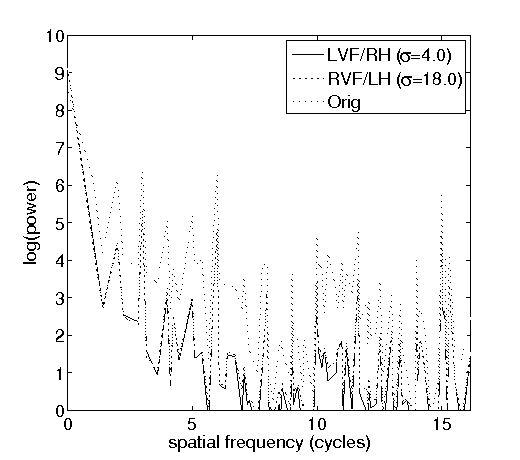 10
9
8
7
6
5
4
3
2
1
0
log(power)
LVF/RH (σ=4.0)
RVF/LH (σ=18.0)
Orig
0 5 10 15
spatial frequency (cycles)